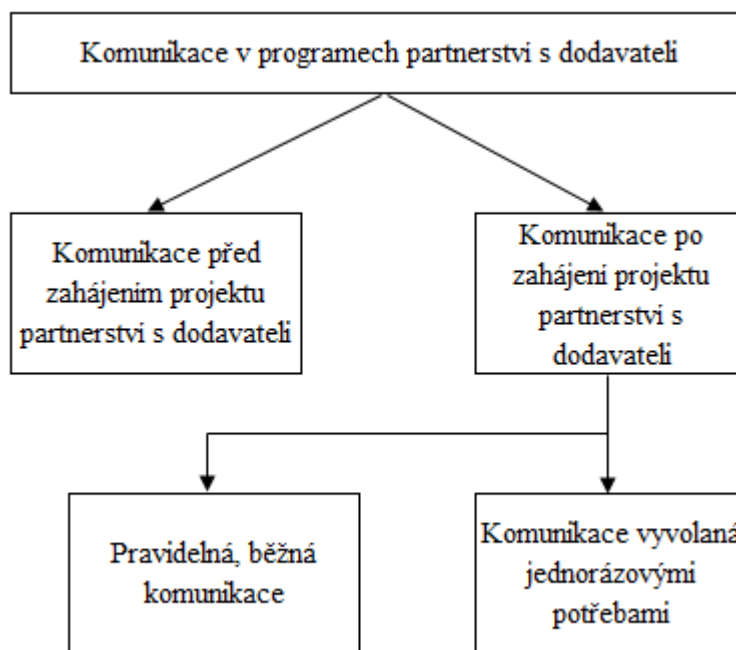 Komunikace v programech partnerství s dodavateli
Komunikace před
zahájením projektu
partnerství s dodavateli
Komunikace po
zahájení projektu
partnerství s
dodavateli
Pravidelná, běžná
komunikace
Komunikace vyvolaná
jednorázovými
potřebami